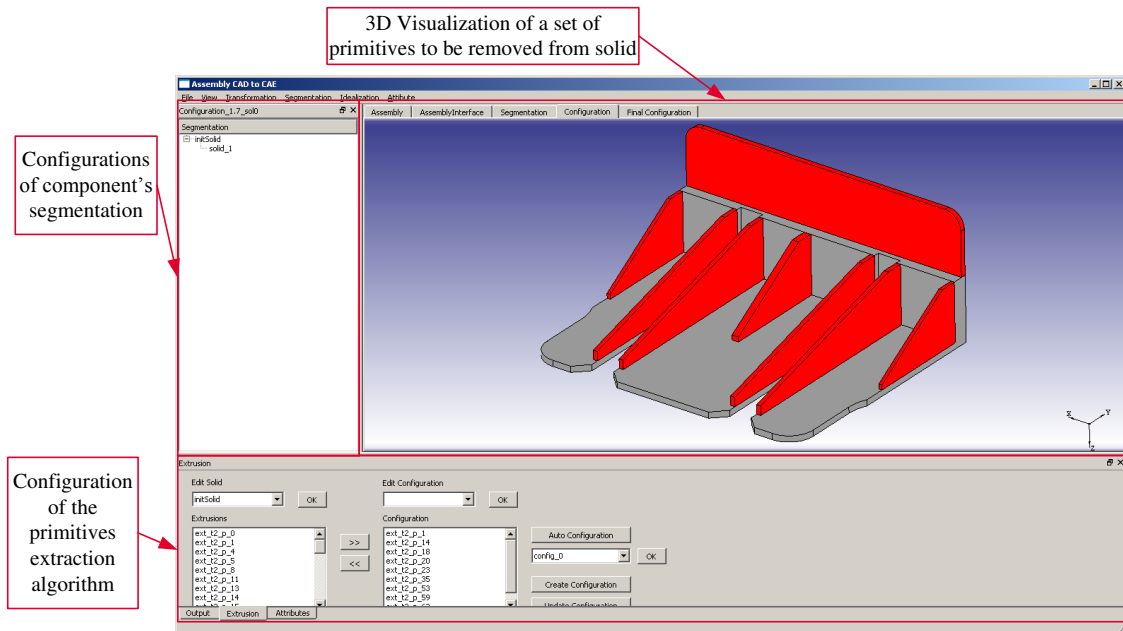 3D Visualization of a set of
primitives to be removed from solid
Assembly CAD to CAE
File View Transformation Segmentation Idealization Attibute
Configuration_1.7_sol0
Assembly AssemblyInterface Segmentation Configuration Final Configuration
Segmentation
initSolid
solid_1
Configurations
of component's
segmentation
X
Y
Z
Extrusion
Configuration
of the
primitives
extraction
algorithm
Edit Solid
Edit Configuration
initSolid
OK
OK
Extrusions
Configuration
ext_t2_p_0
ext_t2_p_1
ext_t2_p_4
ext_t2_p_5
ext_t2_p_8
ext_t2_p_11
ext_t2_p_13
ext_t2_p_14
>>
<<
ext_t2_p_1
ext_t2_p_14
ext_t2_p_18
ext_t2_p_20
ext_t2_p_23
ext_t2_p_35
ext_t2_p_53
ext_t2_p_59
Auto Configuration
config_0
OK
Create Configuration
Update Configuration
Output Extrusion Attributes